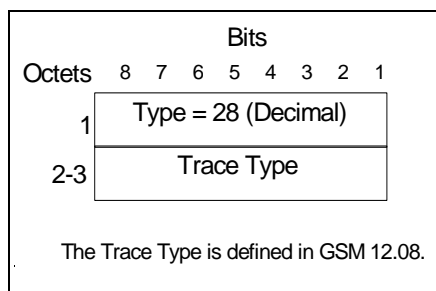 Bits
Octets 8 7 6 5 4 3 2 1
1 Type = 28 (Decimal)
2-3 Trace Type
The Trace Type is defined in GSM 12.08.
.